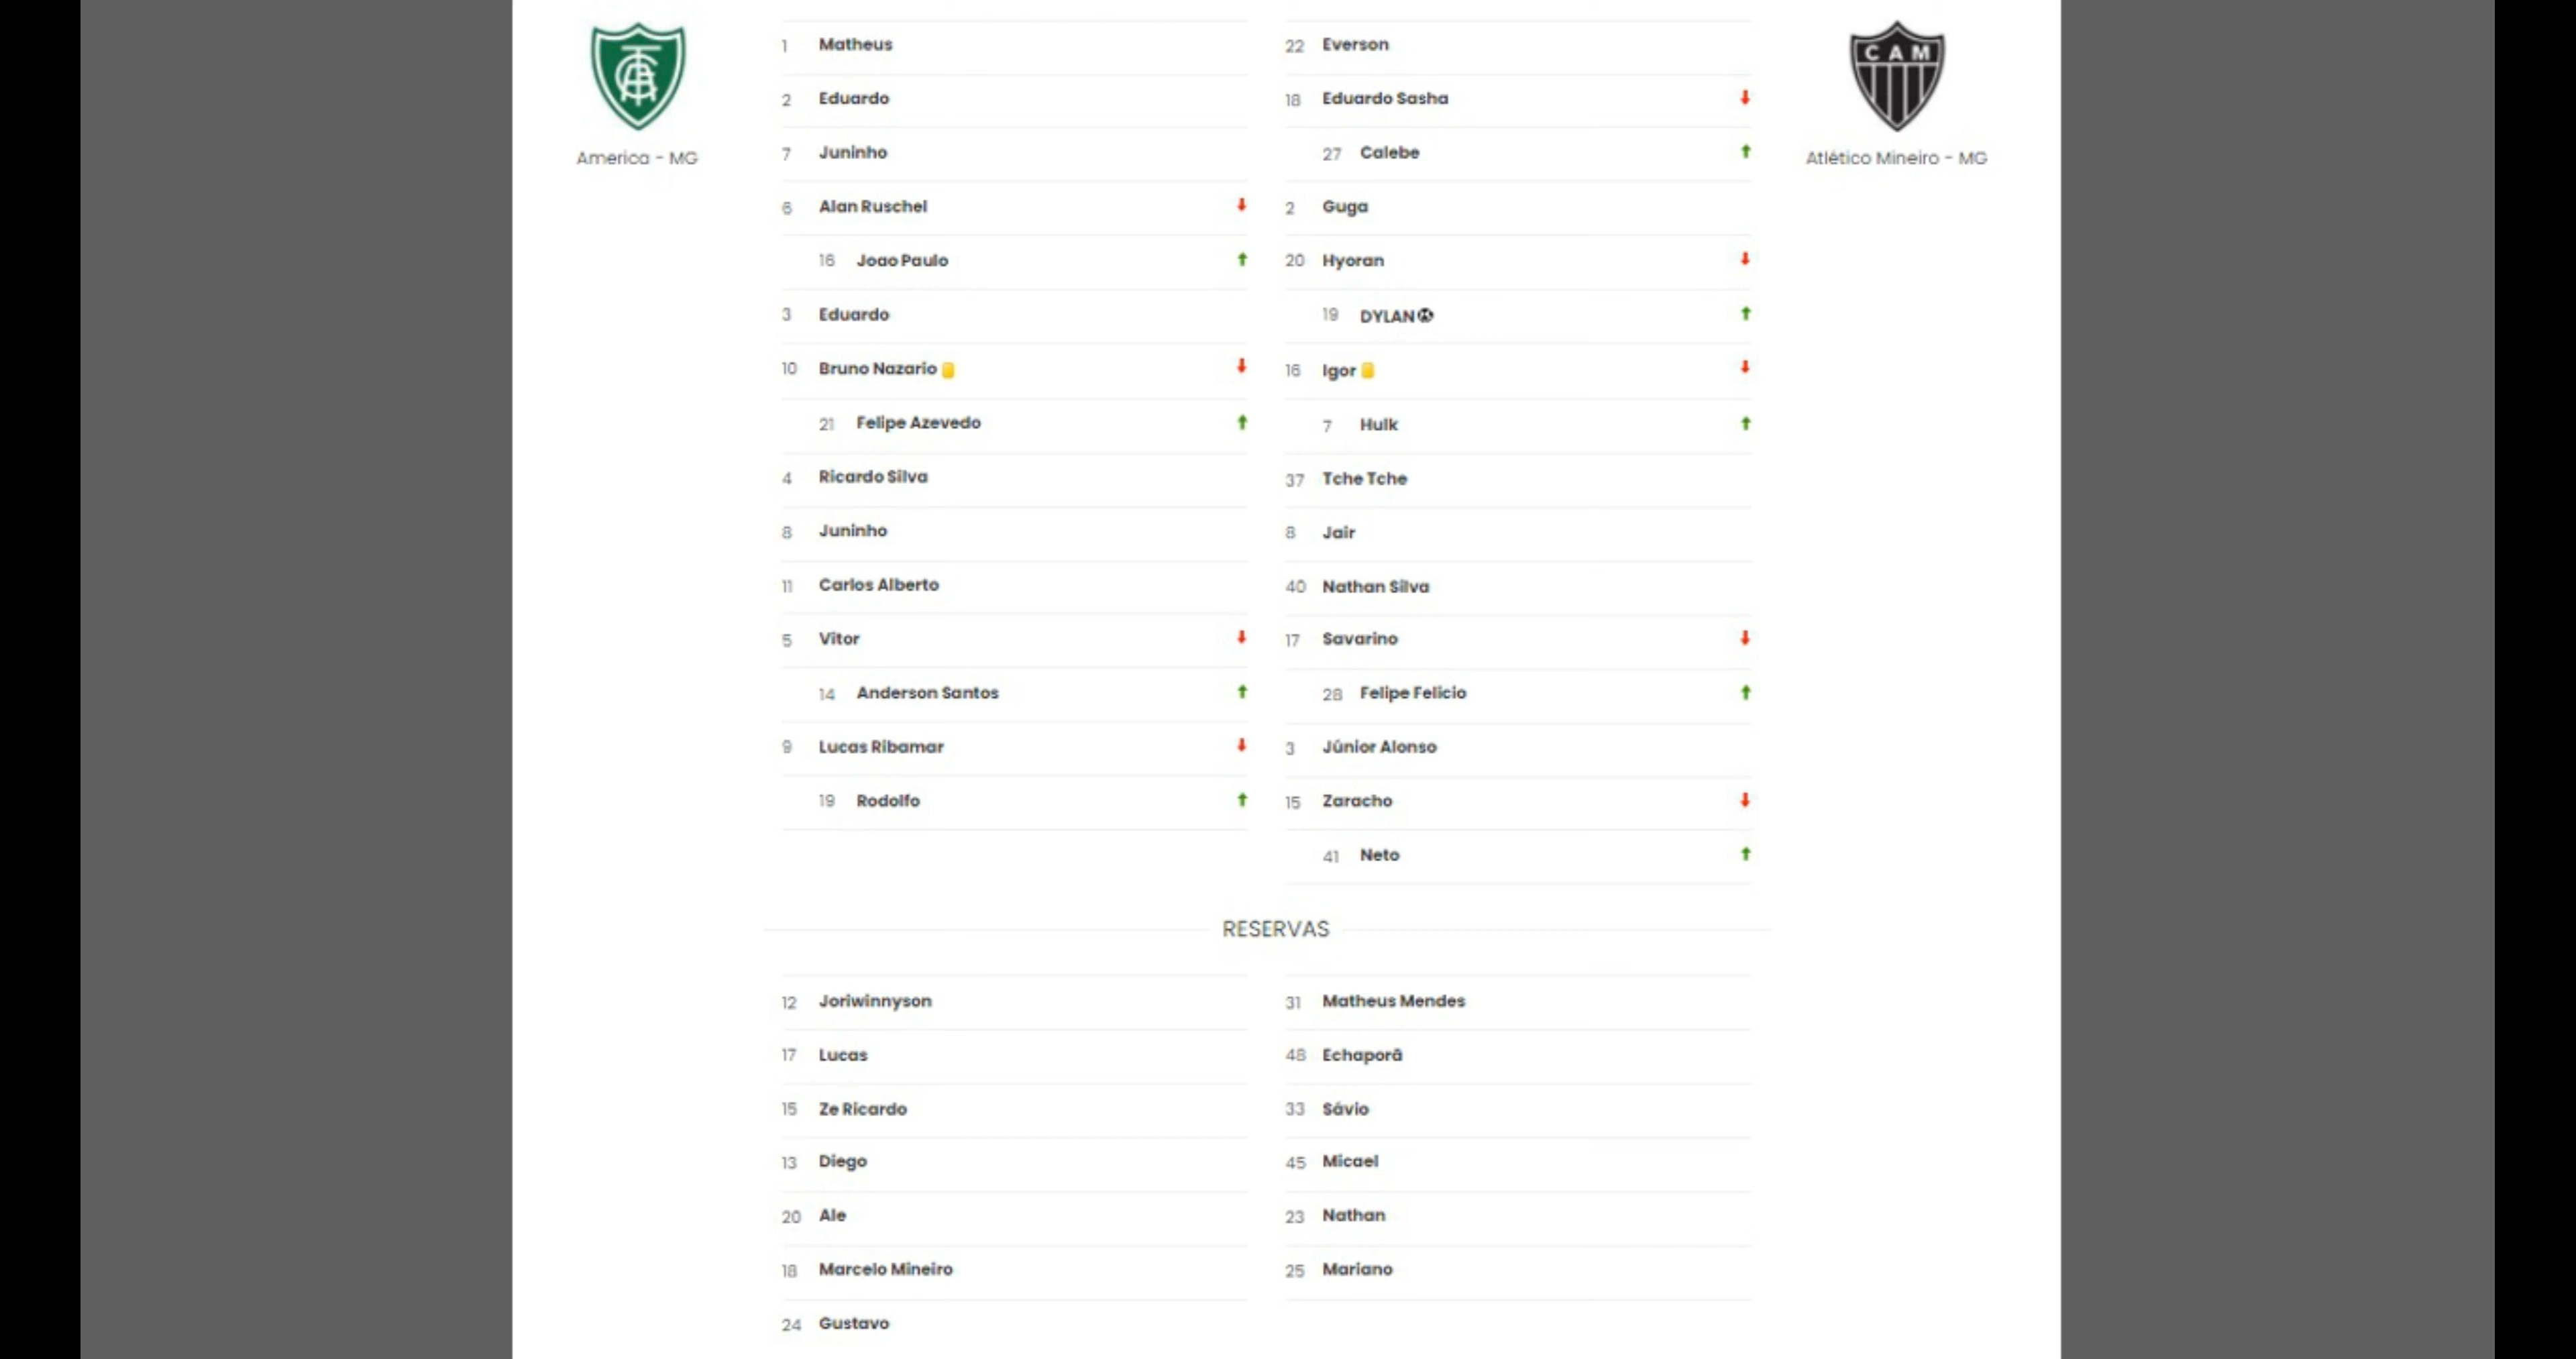 America - MG
1 Matheus
2 Eduardo
7 Juninho
6 Alan Ruschel
16 Joao Paulo
3 Eduardo
10 Bruno Nazario
21 Felipe Azevedo
4 Ricardo Silva
8 Juninho
11 Carlos Alberto
5 Vitor
14 Anderson Santos
9 Lucas Ribamar
19 Rodolfo
22 Everson
18 Eduardo Sasha
27 Calebe
2 Guga
20 Hyoran
19 DYLAN
16 Igor
7 Hulk
37 Tche Tche
8 Jair
40 Nathan Silva
17 Savarino
28 Felipe Felicio
3 Júnior Alonso
15 Zaracho
41 Neto
CAM
Atlético Mineiro - MG
RESERVAS
12 Joriwinnyson
17 Lucas
15 Ze Ricardo
13 Diego
20 Ale
18 Marcelo Mineiro
24 Gustavo
31 Matheus Mendes
48 Echaporã
33 Sávio
45 Micael
23 Nathan
25 Mariano